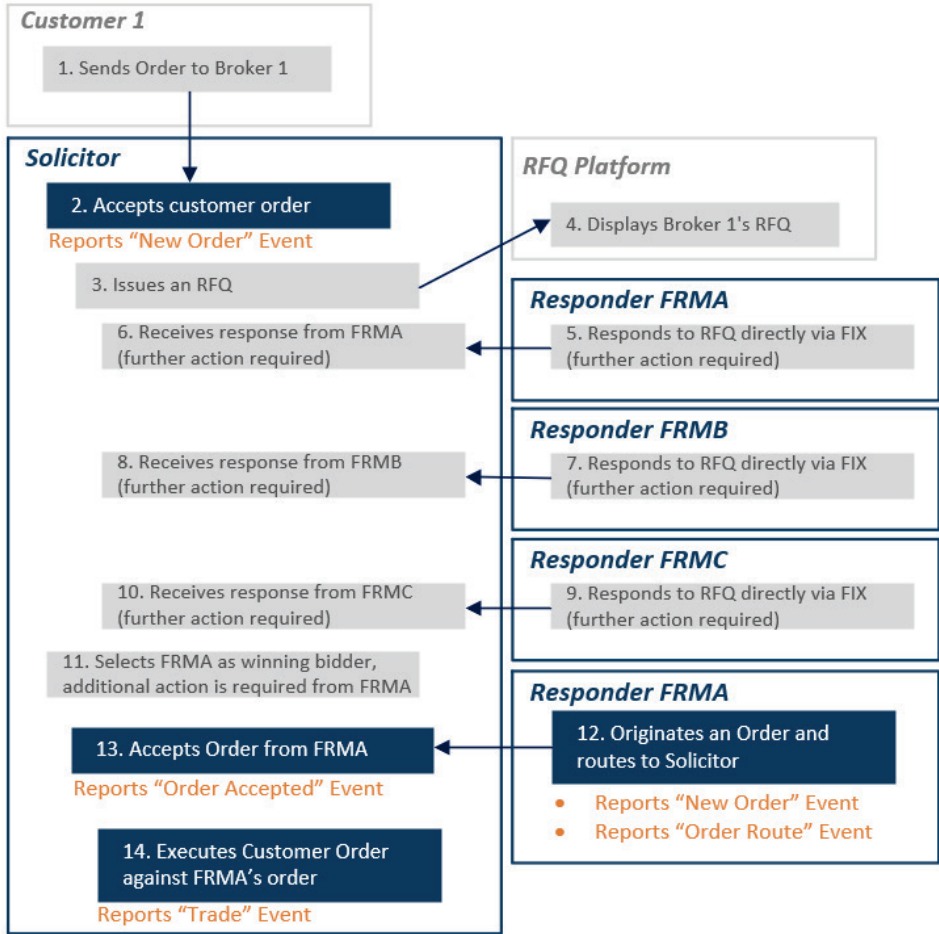 Customer 1
1. Sends Order to Broker 1
Solicitor
2. Accepts customer order
Reports “New Order” Event
RFQ Platform
4. Displays Broker 1's RFQ
3. Issues an RFQ
Responder FRMA
5. Responds to RFQ directly via FIX
(further action required)
6. Receives response from FRMA
(further action required)
Responder FRMB
7. Responds to RFQ directly via FIX
(further action required)
8. Receives response from FRMB
(further action required)
Responder FRMC
9. Responds to RFQ directly via FIX
(further action required)
10. Receives response from FRMC
(further action required)
11. Selects FRMA as winning bidder,
additional action is required from FRMA
Responder FRMA
12. Originates an Order and
routes to Solicitor
• Reports “New Order” Event
• Reports “Order Route” Event
13. Accepts Order from FRMA
Reports “Order Accepted” Event
14. Executes Customer Order
against FRMA’s order
Reports “Trade” Event